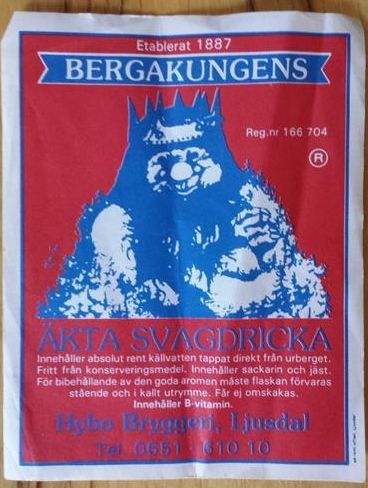 Etablerat 1887
BERGAKUNGENS
Reg.nr 166 704
®
ÄKTA SVAGDRICKA
Innehåller absolut rent källvatten tappat direkt från urberget.
Fritt från konserveringsmedel. Innehåller sackarin och jäst.
För bibehållande av den goda aromen måste flaskan förvaras
stående och i kallt utrymme. Får ej omskakas.
Innehåller B-vitamin.
Hybo Bryggeri, Ljusdal
Tel. 0651 - 610 10